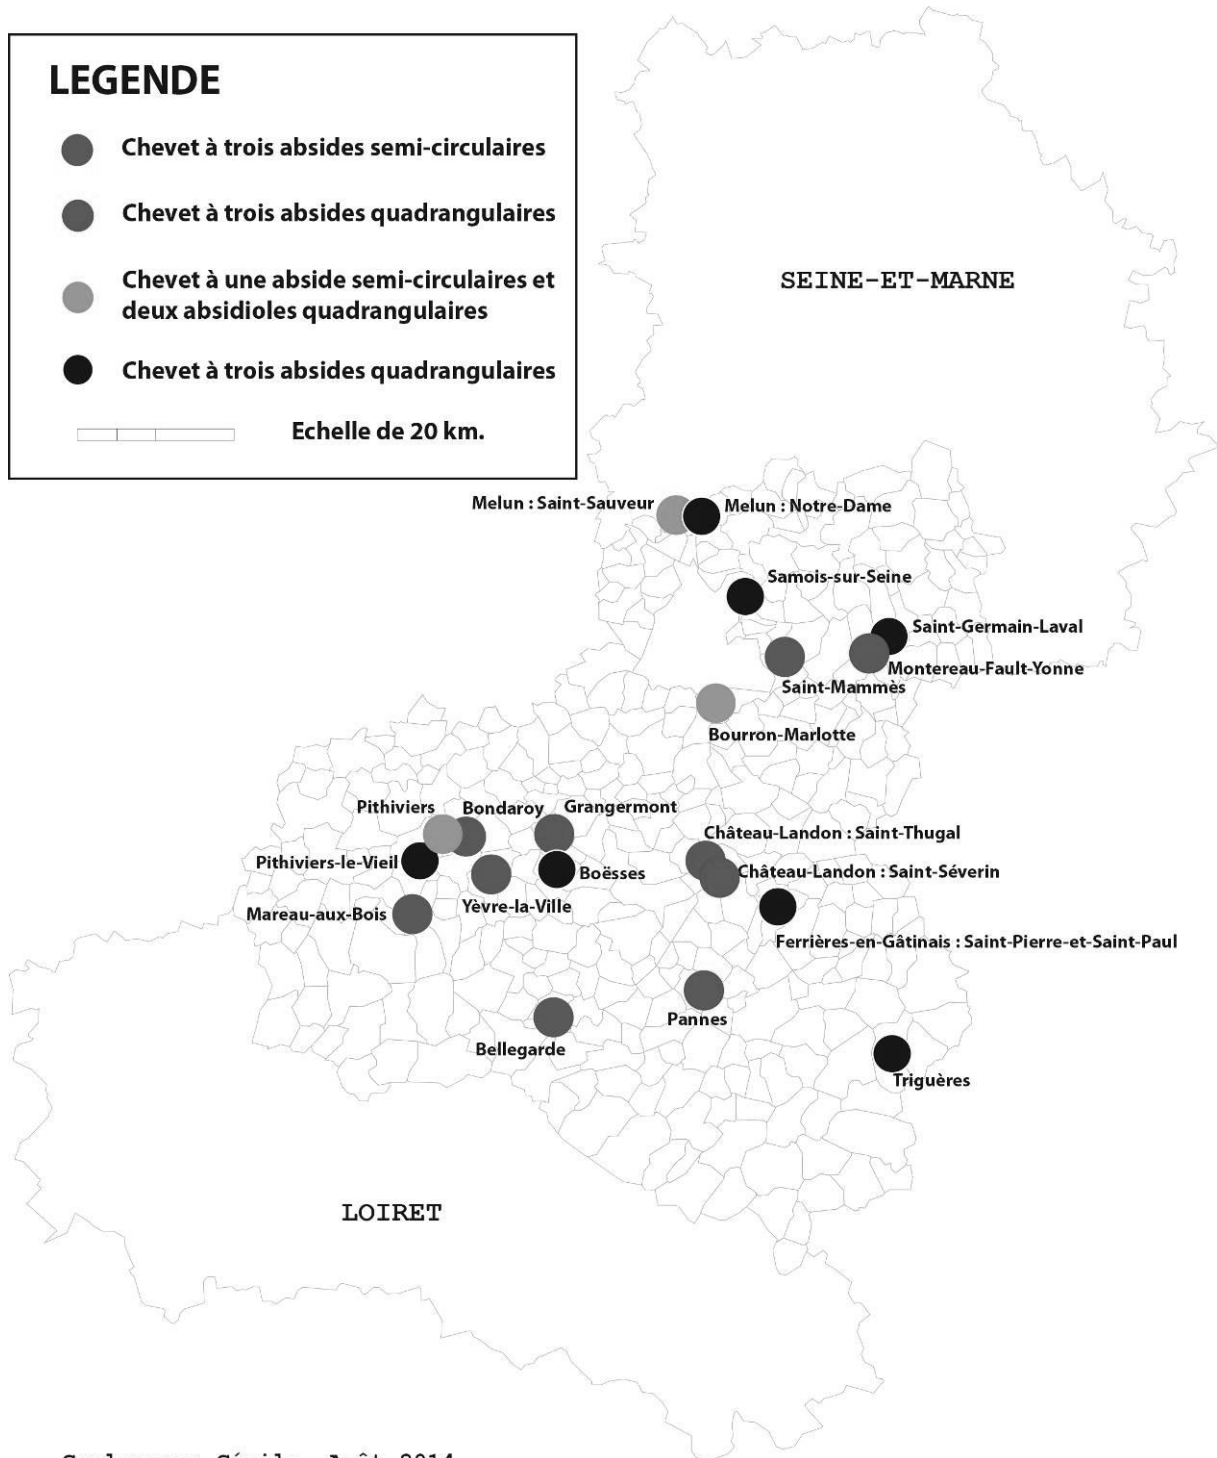 LEGENDE
Chevet à trois absides semi-circulaires
Chevet à trois absides quadrangulaires
Chevet à une abside semi-circulaires et
deux absidioles quadrangulaires
Chevet à trois absides quadrangulaires
Echelle de 20 km.
SEINE-ET-MARNE
Melun : Saint-Sauveur
Melun : Notre-Dame
Samois-sur-Seine
Saint-Germain-Laval
Montereau-Fault-Yonne
Saint-Mammès
Bourron-Marlotte
Pithiviers
Bondaroy
Grangermont
Château-Landon : Saint-Thugal
Pithiviers-le-Vieil
Boësses
Château-Landon : Saint-Séverin
Yèvre-la-Ville
Mareau-aux-Bois
Ferrières-en-Gâtinais : Saint-Pierre-et-Saint-Paul
Pannes
Bellegarde
Triguères
LOIRET
Août 2014